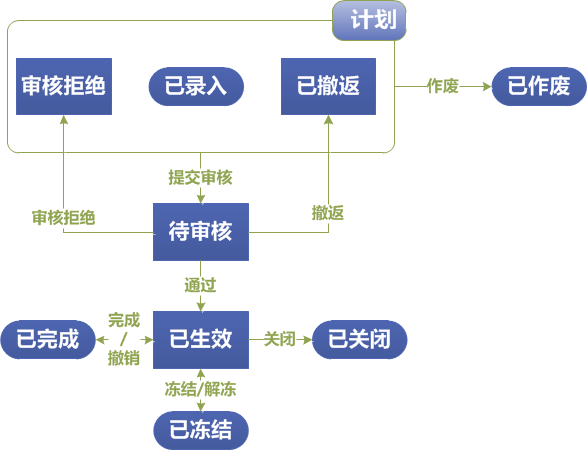 计划
审核拒绝
已录入
已撤返
作废
已作废
提交审核
审核拒绝
撤返
待审核
通过
已完成
完成
/
撤销
已生效
关闭
已关闭
冻结/解冻
已冻结